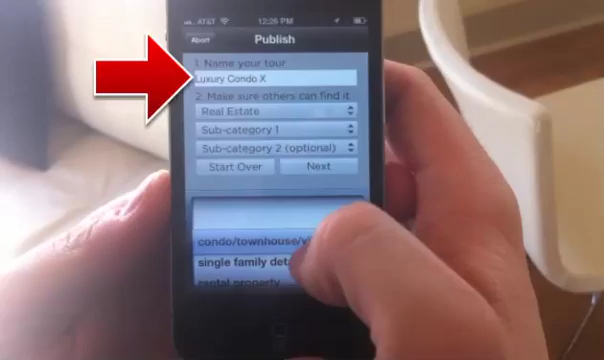 AT&T 12:26 PM
Abort Publish
1. Name your tour
Luxury Condo X
2. Make sure others can find it
Real Estate
Sub-category 1
Sub-category 2 (optional)
Start Over Next
condo/townhouse/
single family
rental property